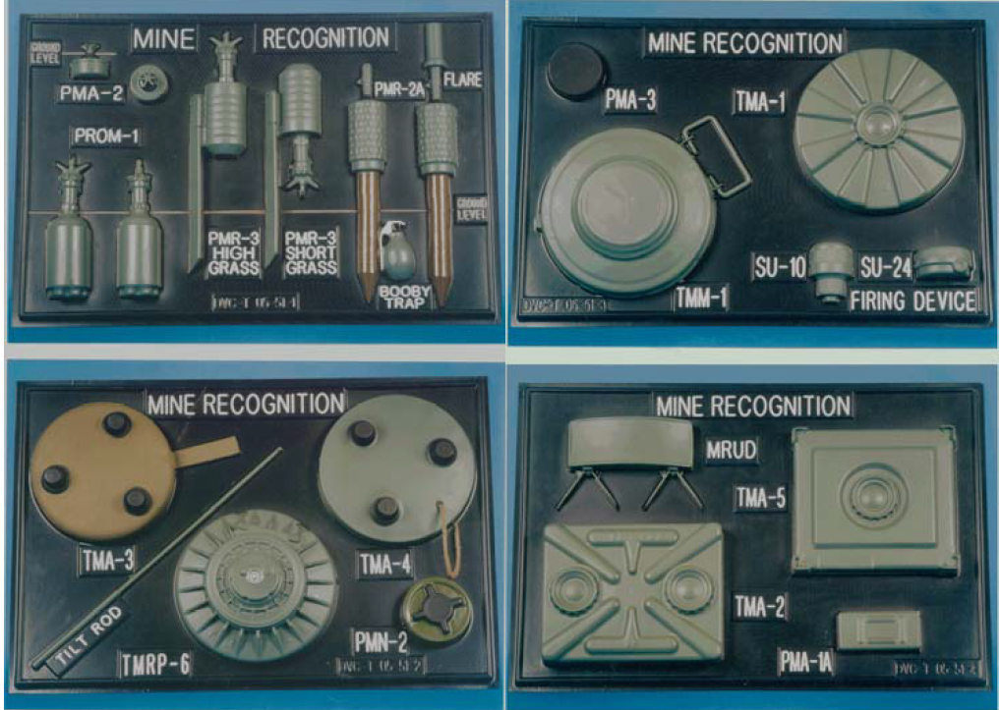 MINE RECOGNITION
GROUND
LEVEL
PMA-2
PMR-2A
FLARE
PROM-1
GROUND
LEVEL
PMR-3
HIGH
GRASS
PMR-3
SHORT
GRASS
BOOBY
TRAP
DVC-T 05-51-1
MINE RECOGNITION
PMA-3
TMA-1
SU-10
SU-24
TMM-1
FIRING DEVICE
DVC-T 05-51-3
MINE RECOGNITION
TMA-3
TMA-4
TILT ROD
PMN-2
TMRP-6
DVC-T 05-51-2
MINE RECOGNITION
MRUD
TMA-5
TMA-2
PMA-1A
DVC-T 05-51-4